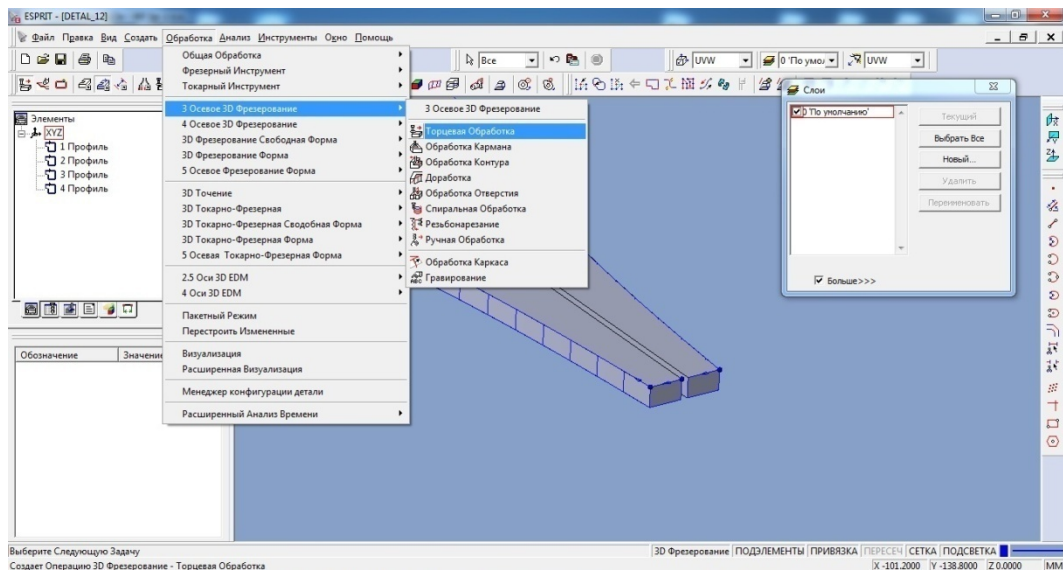 ESPRIT - [DETAL_12]
Файл Правка Вид Создать Обработка Анализ Инструменты Окно Помощь
Все
UVW
0 'По умол
UVW
Общая Обработка
Фрезерный Инструмент
Токарный Инструмент
3 Осевое 3D Фрезерование
4 Осевое 3D Фрезерование
3D Фрезерование Свободная Форма
3D Фрезерование Форма
5 Осевое Фрезерование Форма
3D Точение
3D Токарно-Фрезерная
3D Токарно-Фрезерная Сводобная Форма
3D Токарно-Фрезерная Форма
5 Осевая Токарно-Фрезерная Форма
2.5 Оси 3D EDM
4 Оси 3D EDM
Пакетный Режим
Перестроить Измененные
Визуализация
Расширенная Визуализация
Менеджер конфигурации детали
Расширенный Анализ Времени
3 Осевое 3D Фрезерование
Торцевая Обработка
Обработка Кармана
Обработка Контура
Доработка
Обработка Отверстия
Спиральная Обработка
Резьбонарезание
Ручная Обработка
Обработка Каркаса
Гравирование
Элементы
XYZ
1 Профиль
2 Профиль
3 Профиль
4 Профиль
Обозначение Значение
Слои
0 'По умолчанию'
Текущий
Выбрать Все
Новый...
Удалить
Переименовать
Больше>>>
Выберите Следующую Задачу
3D Фрезерование ПОДЭЛЕМЕНТЫ ПРИВЯЗКА ПЕРЕСЕЧ СЕТКА ПОДСВЕТКА
Создает Операцию 3D Фрезерование - Торцевая Обработка
X -101.2000 Y -138.8000 Z 0.0000 MM